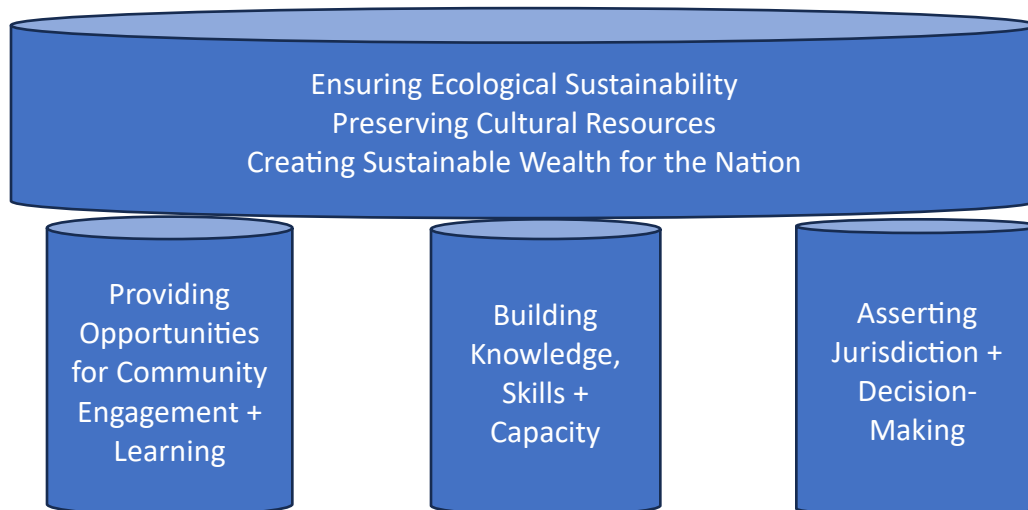 Ensuring Ecological Sustainability
Preserving Cultural Resources
Creating Sustainable Wealth for the Nation
Providing
Opportunities
for Community
Engagement +
Learning
Building
Knowledge,
Skills +
Capacity
Asserting
Jurisdiction +
Decision-
Making